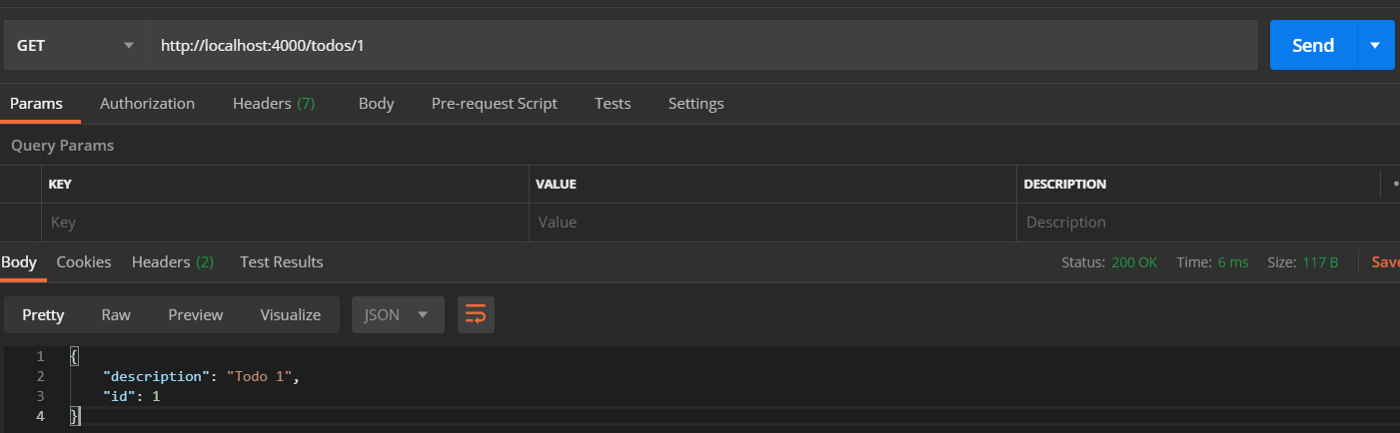 GET http://localhost:4000/todos/1 Send
Params Authorization Headers (7) Body Pre-request Script Tests Settings
Query Params
KEY VALUE DESCRIPTION
Key Value Description
Body Cookies Headers (2) Test Results Status: 200 OK Time: 6 ms Size: 117 B Save
Pretty Raw Preview Visualize JSON
1 {
2 "description": "Todo 1",
3 "id": 1
4 }